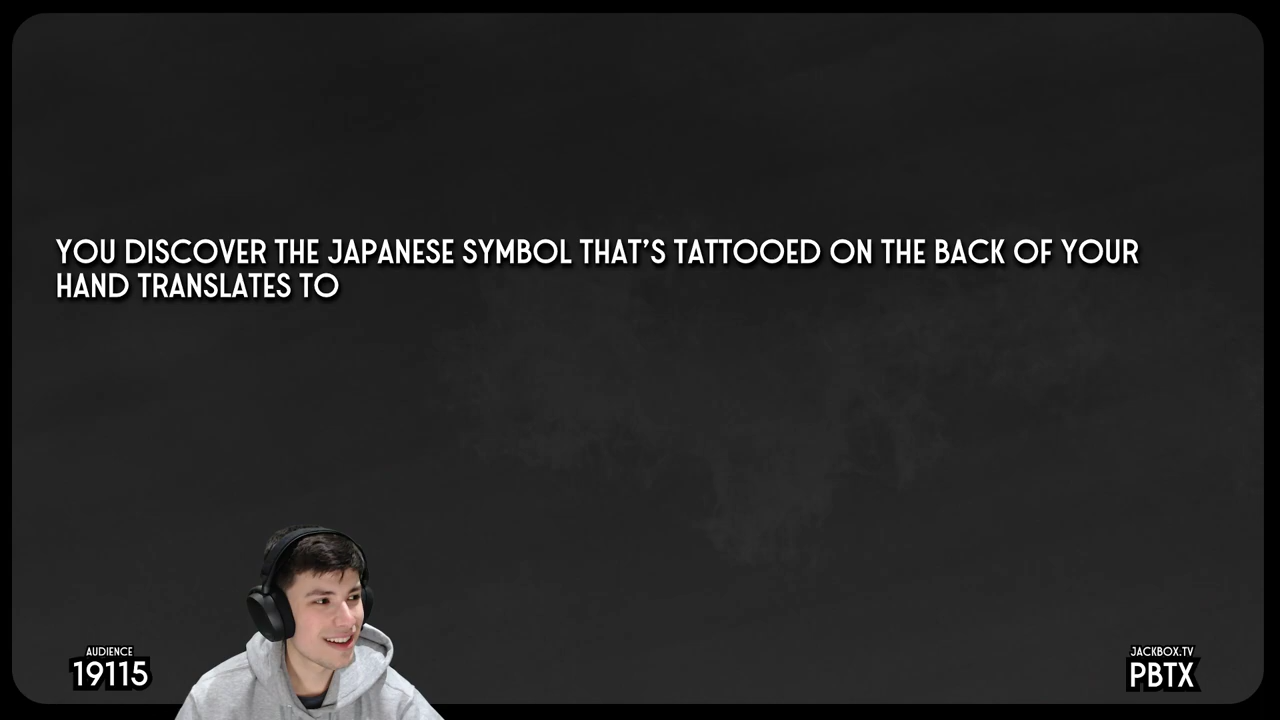 YOU DISCOVER THE JAPANESE SYMBOL THAT'S TATTOOED ON THE BACK OF YOUR
HAND TRANSLATES TO
AUDIENCE
19115
JACKBOX.TV
PBTX